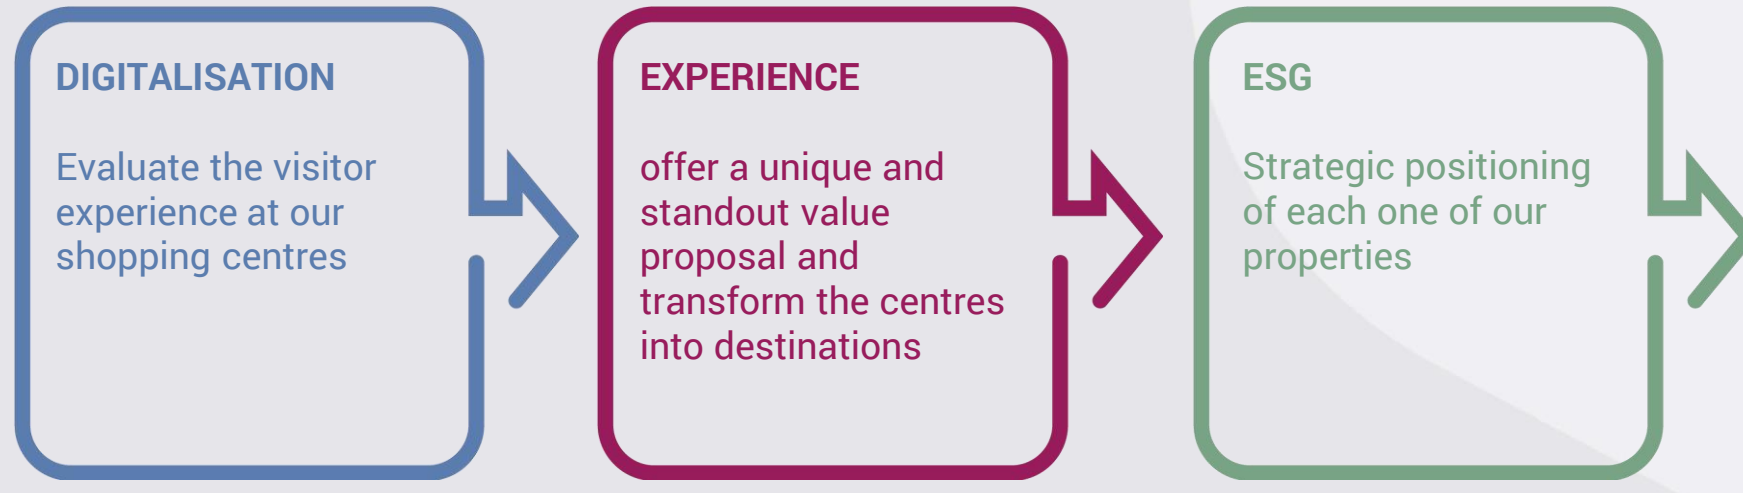 DIGITALISATION
Evaluate the visitor
experience at our
shopping centres
EXPERIENCE
offer a unique and
standout value
proposal and
transform the centres
into destinations
ESG
Strategic positioning
of each one of our
properties